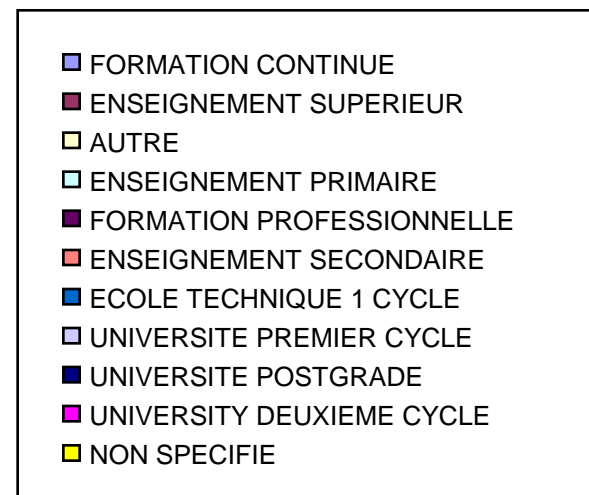 FORMATION CONTINUE
ENSEIGNEMENT SUPERIEUR
AUTRE
ENSEIGNEMENT PRIMAIRE
FORMATION PROFESSIONNELLE
ENSEIGNEMENT SECONDAIRE
ECOLE TECHNIQUE 1 CYCLE
UNIVERSITE PREMIER CYCLE
UNIVERSITE POSTGRADE
UNIVERSITY DEUXIEME CYCLE
NON SPECIFIE